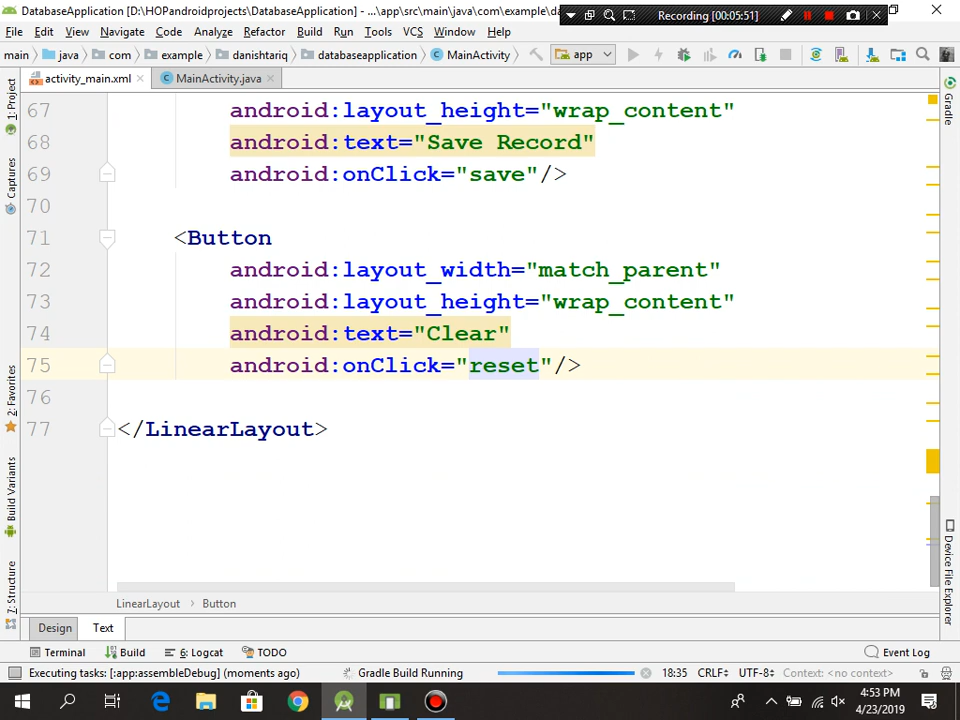 DatabaseApplication [D:\HOPandroidprojects\DatabaseApplication] - ...\app\src\main\java\com\example\da
Recording [00:05:51]
File Edit View Navigate Code Analyze Refactor Build Run Tools VCS Window Help
main java com example danishtariq databaseapplication MainActivity app
activity_main.xml MainActivity.java
1: Project
Captures
2: Favorites
Build Variants
7: Structure
Gradle
Device File Explorer
67 android:layout_height="wrap_content"
68 android:text="Save Record"
69 android:onClick="save"/>
70
71 <Button
72 android:layout_width="match_parent"
73 android:layout_height="wrap_content"
74 android:text="Clear"
75 android:onClick="reset"/>
76
77 </LinearLayout>
LinearLayout › Button
Design Text
Terminal Build 6: Logcat TODO Event Log
Executing tasks: [:app:assembleDebug] (moments ago) Gradle Build Running 18:35 CRLF÷ UTF-8÷ Context: <no context>
4:53 PM
4/23/2019